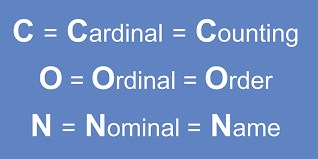 C = Cardinal = Counting
O = Ordinal = Order
N = Nominal = Name